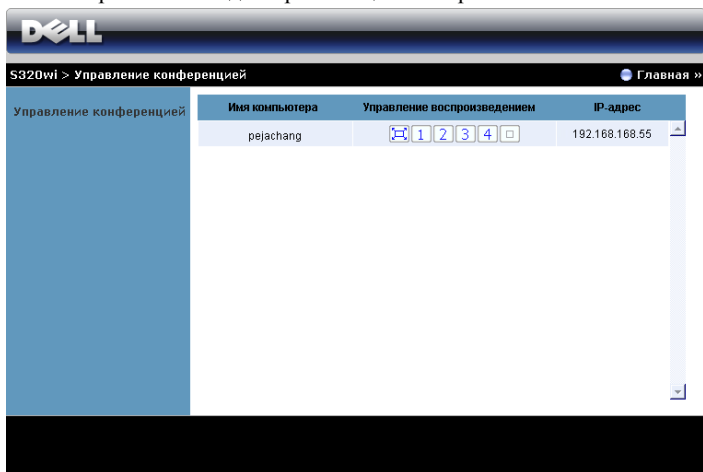 DELL
S320wi > Управление конференцией
Главная »
Управление конференцией
Имя компьютера Управление воспроизведением IP-адрес
pejachang 1 2 3 4 192.168.168.55